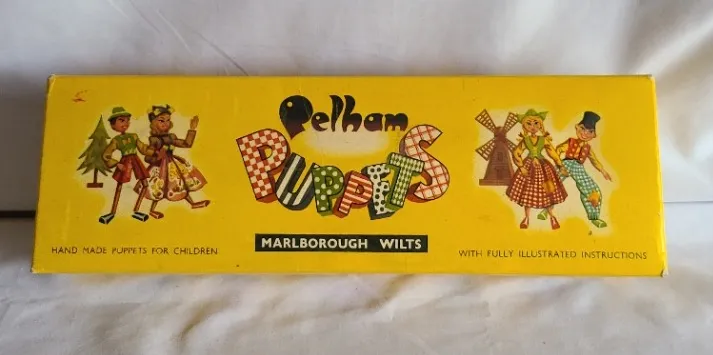 Pelham
PUPPETS
MARLBOROUGH WILTS
HAND MADE PUPPETS FOR CHILDREN
WITH FULLY ILLUSTRATED INSTRUCTIONS